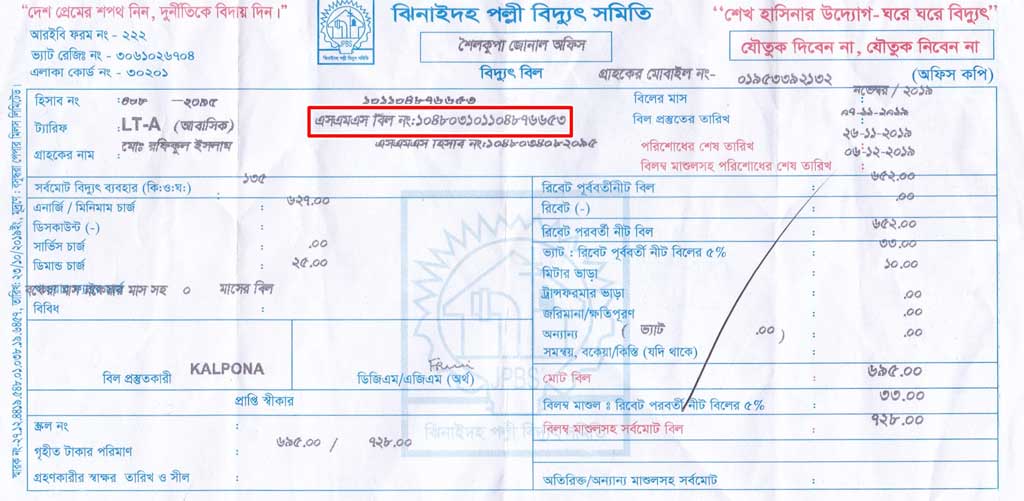 “দেশ প্রেমের শপথ নিন, দুর্নীতিকে বিদায় দিন।”
আরইবি ফরম নং - ২২২
ভ্যাট রেজিঃ নং - ৩০৬১০২৬৭০৪
এলাকা কোড নং - ৩০২০১
ঝিনাইদহ পল্লী বিদ্যুৎ সমিতি
শৈলকূপা জোনাল অফিস
বিদ্যুৎ বিল
“শেখ হাসিনার উদ্যোগ-ঘরে ঘরে বিদ্যুৎ”
যৌতুক দিবেন না, যৌতুক নিবেন না
গ্রাহকের মোবাইল নং- ০১৯৫৩৩৯২১৩২ (অফিস কপি)
হিসাব নং : ৪০৮ -২০৯৫
১০১১০৪৮৭৬৬৫৩
ট্যারিফ : LT-A (আবাসিক)
এসএমএস বিল নং:১০৪৮০৩১০১১০৪৮৭৬৬৫৩
গ্রাহকের নাম : মোঃ রফিকুল ইসলাম
এসএমএস হিসাব নং:১০৪৮০৩৪০৮২০৯৫
বিলের মাস : নভেম্বর / ২০১৯
বিল প্রস্তুতের তারিখ : ০৭-১১-২০১৯
পরিশোধের শেষ তারিখ : ২৬-১১-২০১৯
বিলম্ব মাশুলসহ পরিশোধের শেষ তারিখ : ০৬-১২-২০১৯
সর্বমোট বিদ্যুৎ ব্যবহার (কি:ও:ঘ:) : ১৩৫
এনার্জি / মিনিমাম চার্জ : ৬২৭.০০
ডিসকাউন্ট (-) :
সার্ভিস চার্জ : .০০
ডিমান্ড চার্জ : ২৫.০০
মাস সহ ০ মাসের বিল
বিবিধ :
রিবেট পূর্ববর্তীনীট বিল : ৬৫২.০০
রিবেট (-) : .০০
রিবেট পরবর্তী নীট বিল : ৬৫২.০০
ভ্যাট : রিবেট পূর্ববর্তী নীট বিলের ৫% : ৩৩.০০
মিটার ভাড়া : ১০.০০
ট্রান্সফরমার ভাড়া : .০০
জরিমানা/ক্ষতিপূরণ : .০০
অন্যান্য ( ভ্যাট .০০ ) : .০০
সমন্বয়, বকেয়া/কিস্তি (যদি থাকে) :
মোট বিল : ৬৯৫.০০
বিলম্ব মাশুল : রিবেট পরবর্তী নীট বিলের ৫% : ৩৩.০০
বিলম্ব মাশুলসহ সর্বমোট বিল : ৭২৮.০০
অতিরিক্ত/অন্যান্য মাশুলসহ সর্বমোট :
KALPONA
বিল প্রস্তুতকারী
ডিজিএম/এজিএম (অর্থ)
প্রাপ্তি স্বীকার
স্ক্রল নং :
গৃহীত টাকার পরিমাণ : ৬৯৫.০০ / ৭২৮.০০
গ্রহণকারীর স্বাক্ষর তারিখ ও সীল :
JPBS
ঝিনাইদহ পল্লী বিদ্যুৎ সমিতি